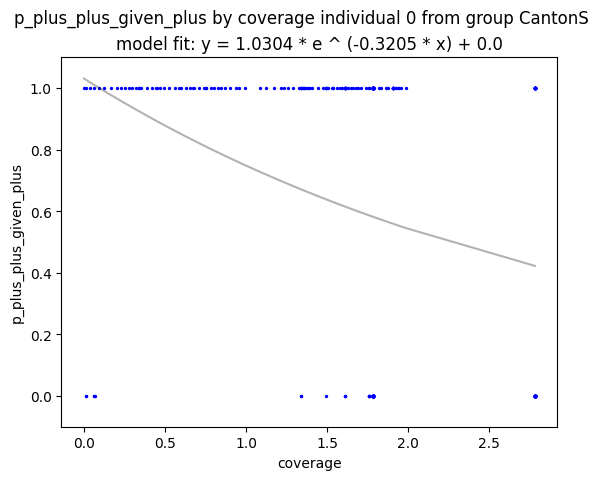 p_plus_plus_given_plus by coverage individual 0 from group CantonS
model fit: y = 1.0304 * e ^ (-0.3205 * x) + 0.0
p_plus_plus_given_plus
1.0
0.8
0.6
0.4
0.2
0.0
0.0 0.5 1.0 1.5 2.0 2.5
coverage